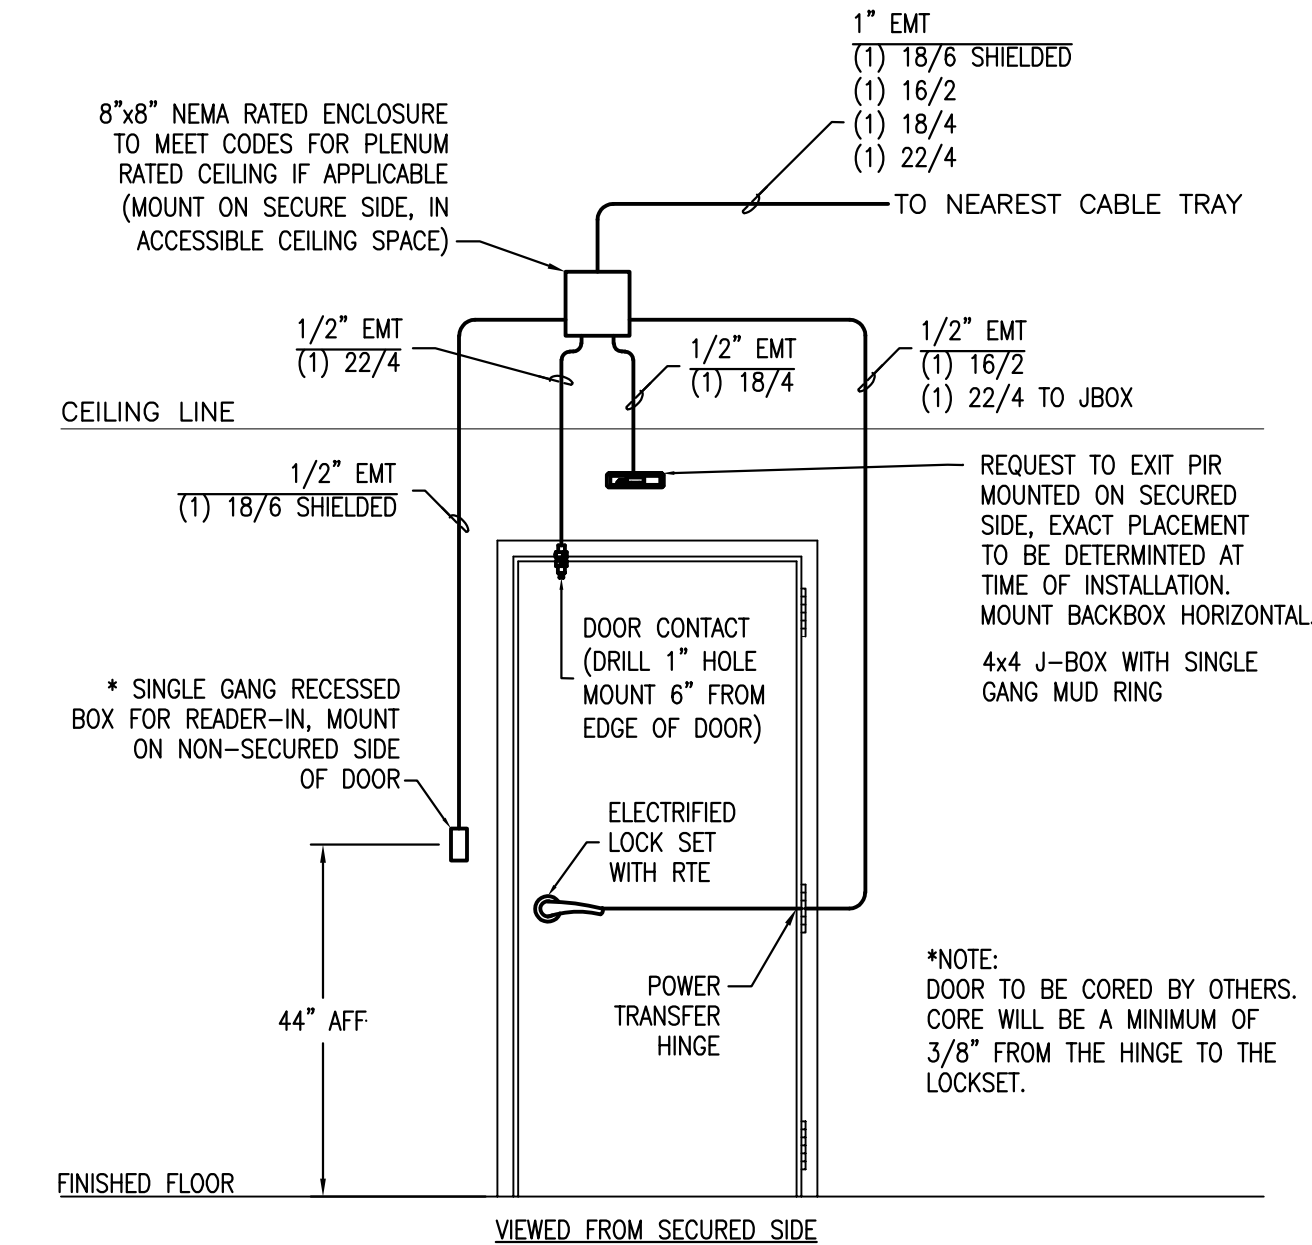 1” EMT
(1) 18/6 SHIELDED
(1) 16/2
(1) 18/4
(1) 22/4
TO NEAREST CABLE TRAY
8”x8” NEMA RATED ENCLOSURE
TO MEET CODES FOR PLENUM
RATED CEILING IF APPLICABLE
(MOUNT ON SECURE SIDE, IN
ACCESSIBLE CEILING SPACE)
1/2” EMT
(1) 22/4
1/2” EMT
(1) 18/4
1/2” EMT
(1) 16/2
(1) 22/4 TO JBOX
CEILING LINE
1/2” EMT
(1) 18/6 SHIELDED
REQUEST TO EXIT PIR
MOUNTED ON SECURED
SIDE, EXACT PLACEMENT
TO BE DETERMINTED AT
TIME OF INSTALLATION.
MOUNT BACKBOX HORIZONTAL.
4x4 J-BOX WITH SINGLE
GANG MUD RING
DOOR CONTACT
(DRILL 1” HOLE
MOUNT 6” FROM
EDGE OF DOOR)
* SINGLE GANG RECESSED
BOX FOR READER-IN, MOUNT
ON NON-SECURED SIDE
OF DOOR
ELECTRIFIED
LOCK SET
WITH RTE
POWER
TRANSFER
HINGE
*NOTE:
DOOR TO BE CORED BY OTHERS.
CORE WILL BE A MINIMUM OF
3/8” FROM THE HINGE TO THE
LOCKSET.
44” AFF
FINISHED FLOOR
VIEWED FROM SECURED SIDE